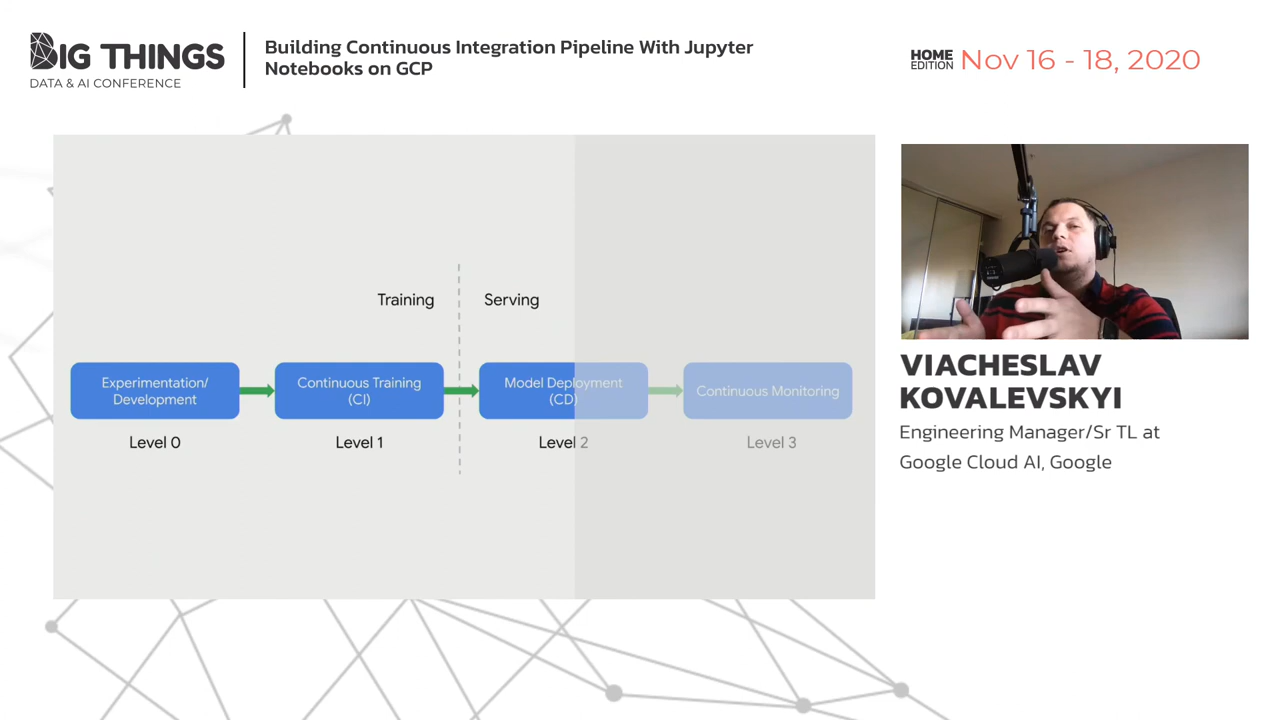 BIG THINGS
DATA & AI CONFERENCE
Building Continuous Integration Pipeline With Jupyter
Notebooks on GCP
HOME
EDITION
Nov 16 - 18, 2020
Training
Serving
Experimentation/
Development
Continuous Training
(CI)
Model Deployment
(CD)
Continuous Monitoring
Level 0
Level 1
Level 2
Level 3
VIACHESLAV
KOVALEVSKYI
Engineering Manager/Sr TL at
Google Cloud AI, Google